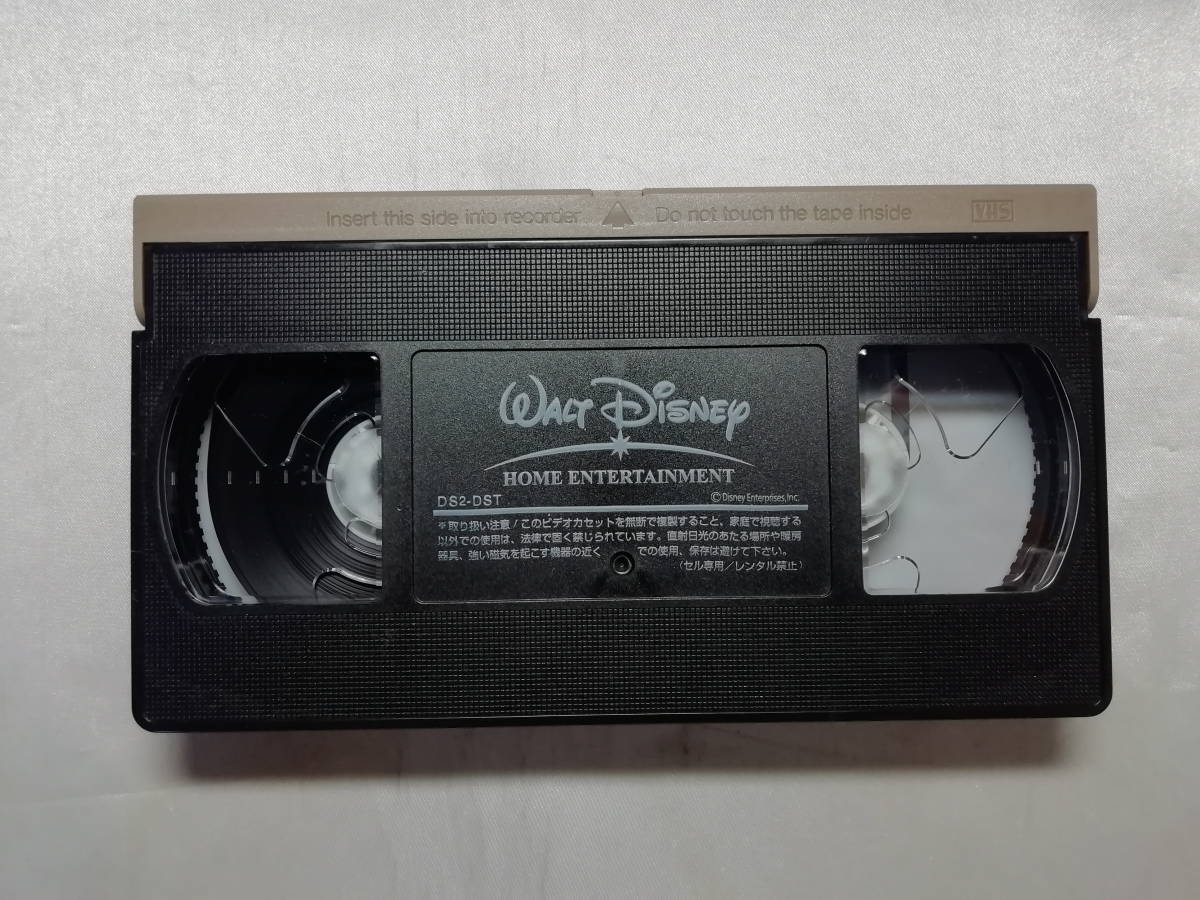 Insert this side into recorder Do not touch the tape inside VHS
WALT DISNEY
HOME ENTERTAINMENT
DS2-DST ©Disney Enterprises, Inc.
※取り扱い注意/このビデオカセットを無断で複製すること、家庭で視聴する
以外での使用は、法律で固く禁じられています。直射日光のあたる場所や暖房
器具、強い磁気を起こす機器の近く での使用、保存は避けて下さい。
(セル専用/レンタル禁止)